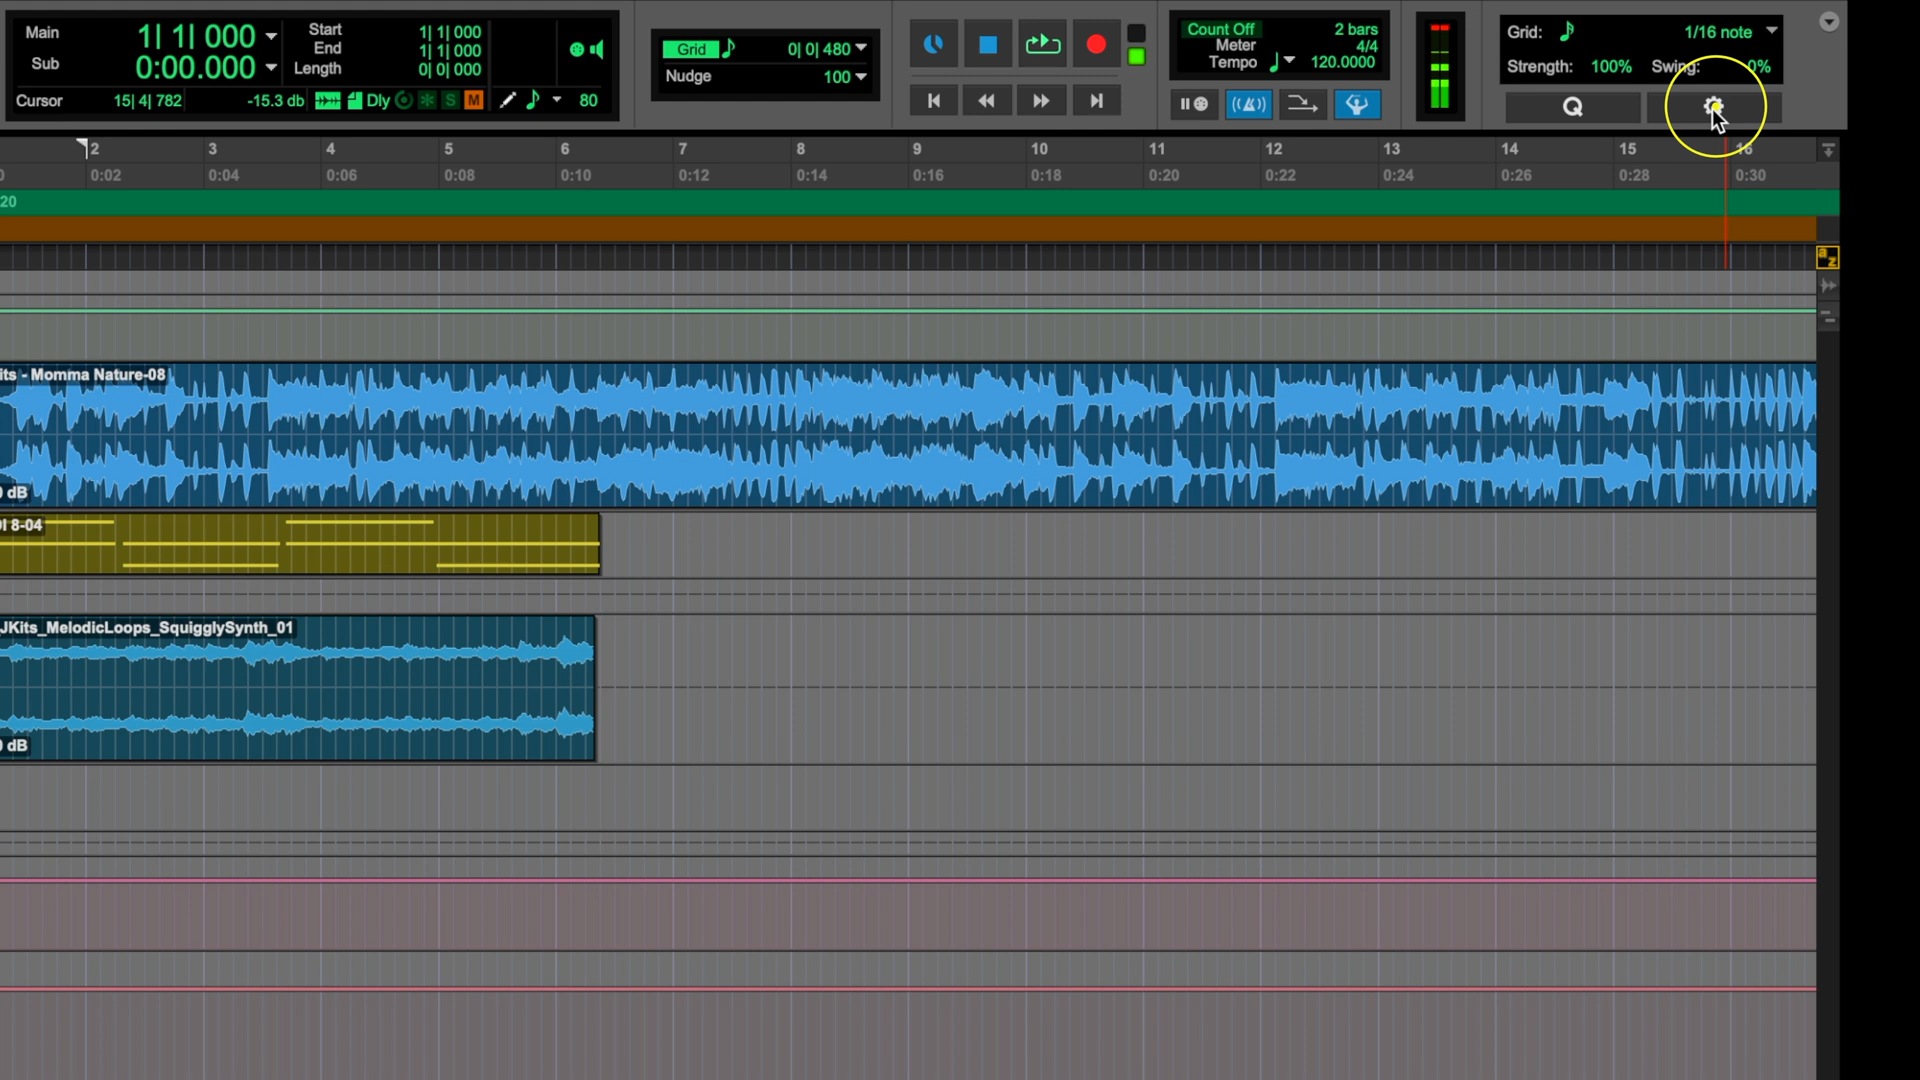 Main 1| 1| 000 Start 1| 1| 000
End 1| 1| 000
Sub 0:00.000 Length 0| 0| 000
Cursor 15| 4| 782 -15.3 db Dly S M 80
Grid 0| 0| 480
Nudge 100
Count Off 2 bars
Meter 4/4
Tempo 120.0000
Grid: 1/16 note
Strength: 100% Swing: 0%
Q
2 3 4 5 6 7 8 9 10 11 12 13 14 15 16
0:02 0:04 0:06 0:08 0:10 0:12 0:14 0:16 0:18 0:20 0:22 0:24 0:26 0:28 0:30
20
a z
its - Momma Nature-08
0 dB
DI 8-04
JKits_MelodicLoops_SquigglySynth_01
0 dB